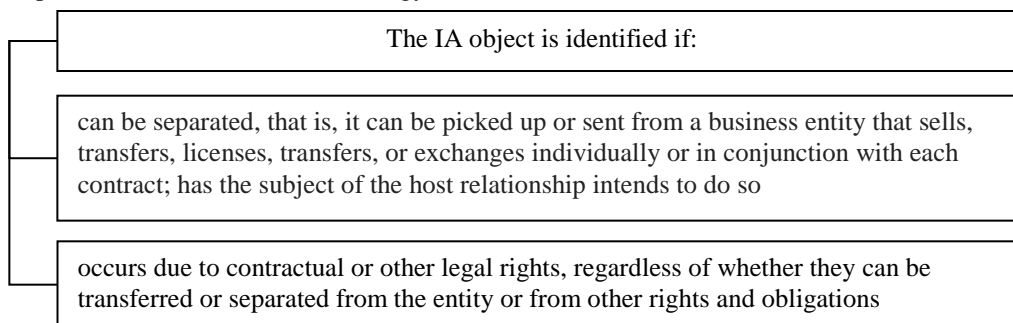 The IA object is identified if:
can be separated, that is, it can be picked up or sent from a business entity that sells,
transfers, licenses, transfers, or exchanges individually or in conjunction with each
contract; has the subject of the host relationship intends to do so
occurs due to contractual or other legal rights, regardless of whether they can be
transferred or separated from the entity or from other rights and obligations